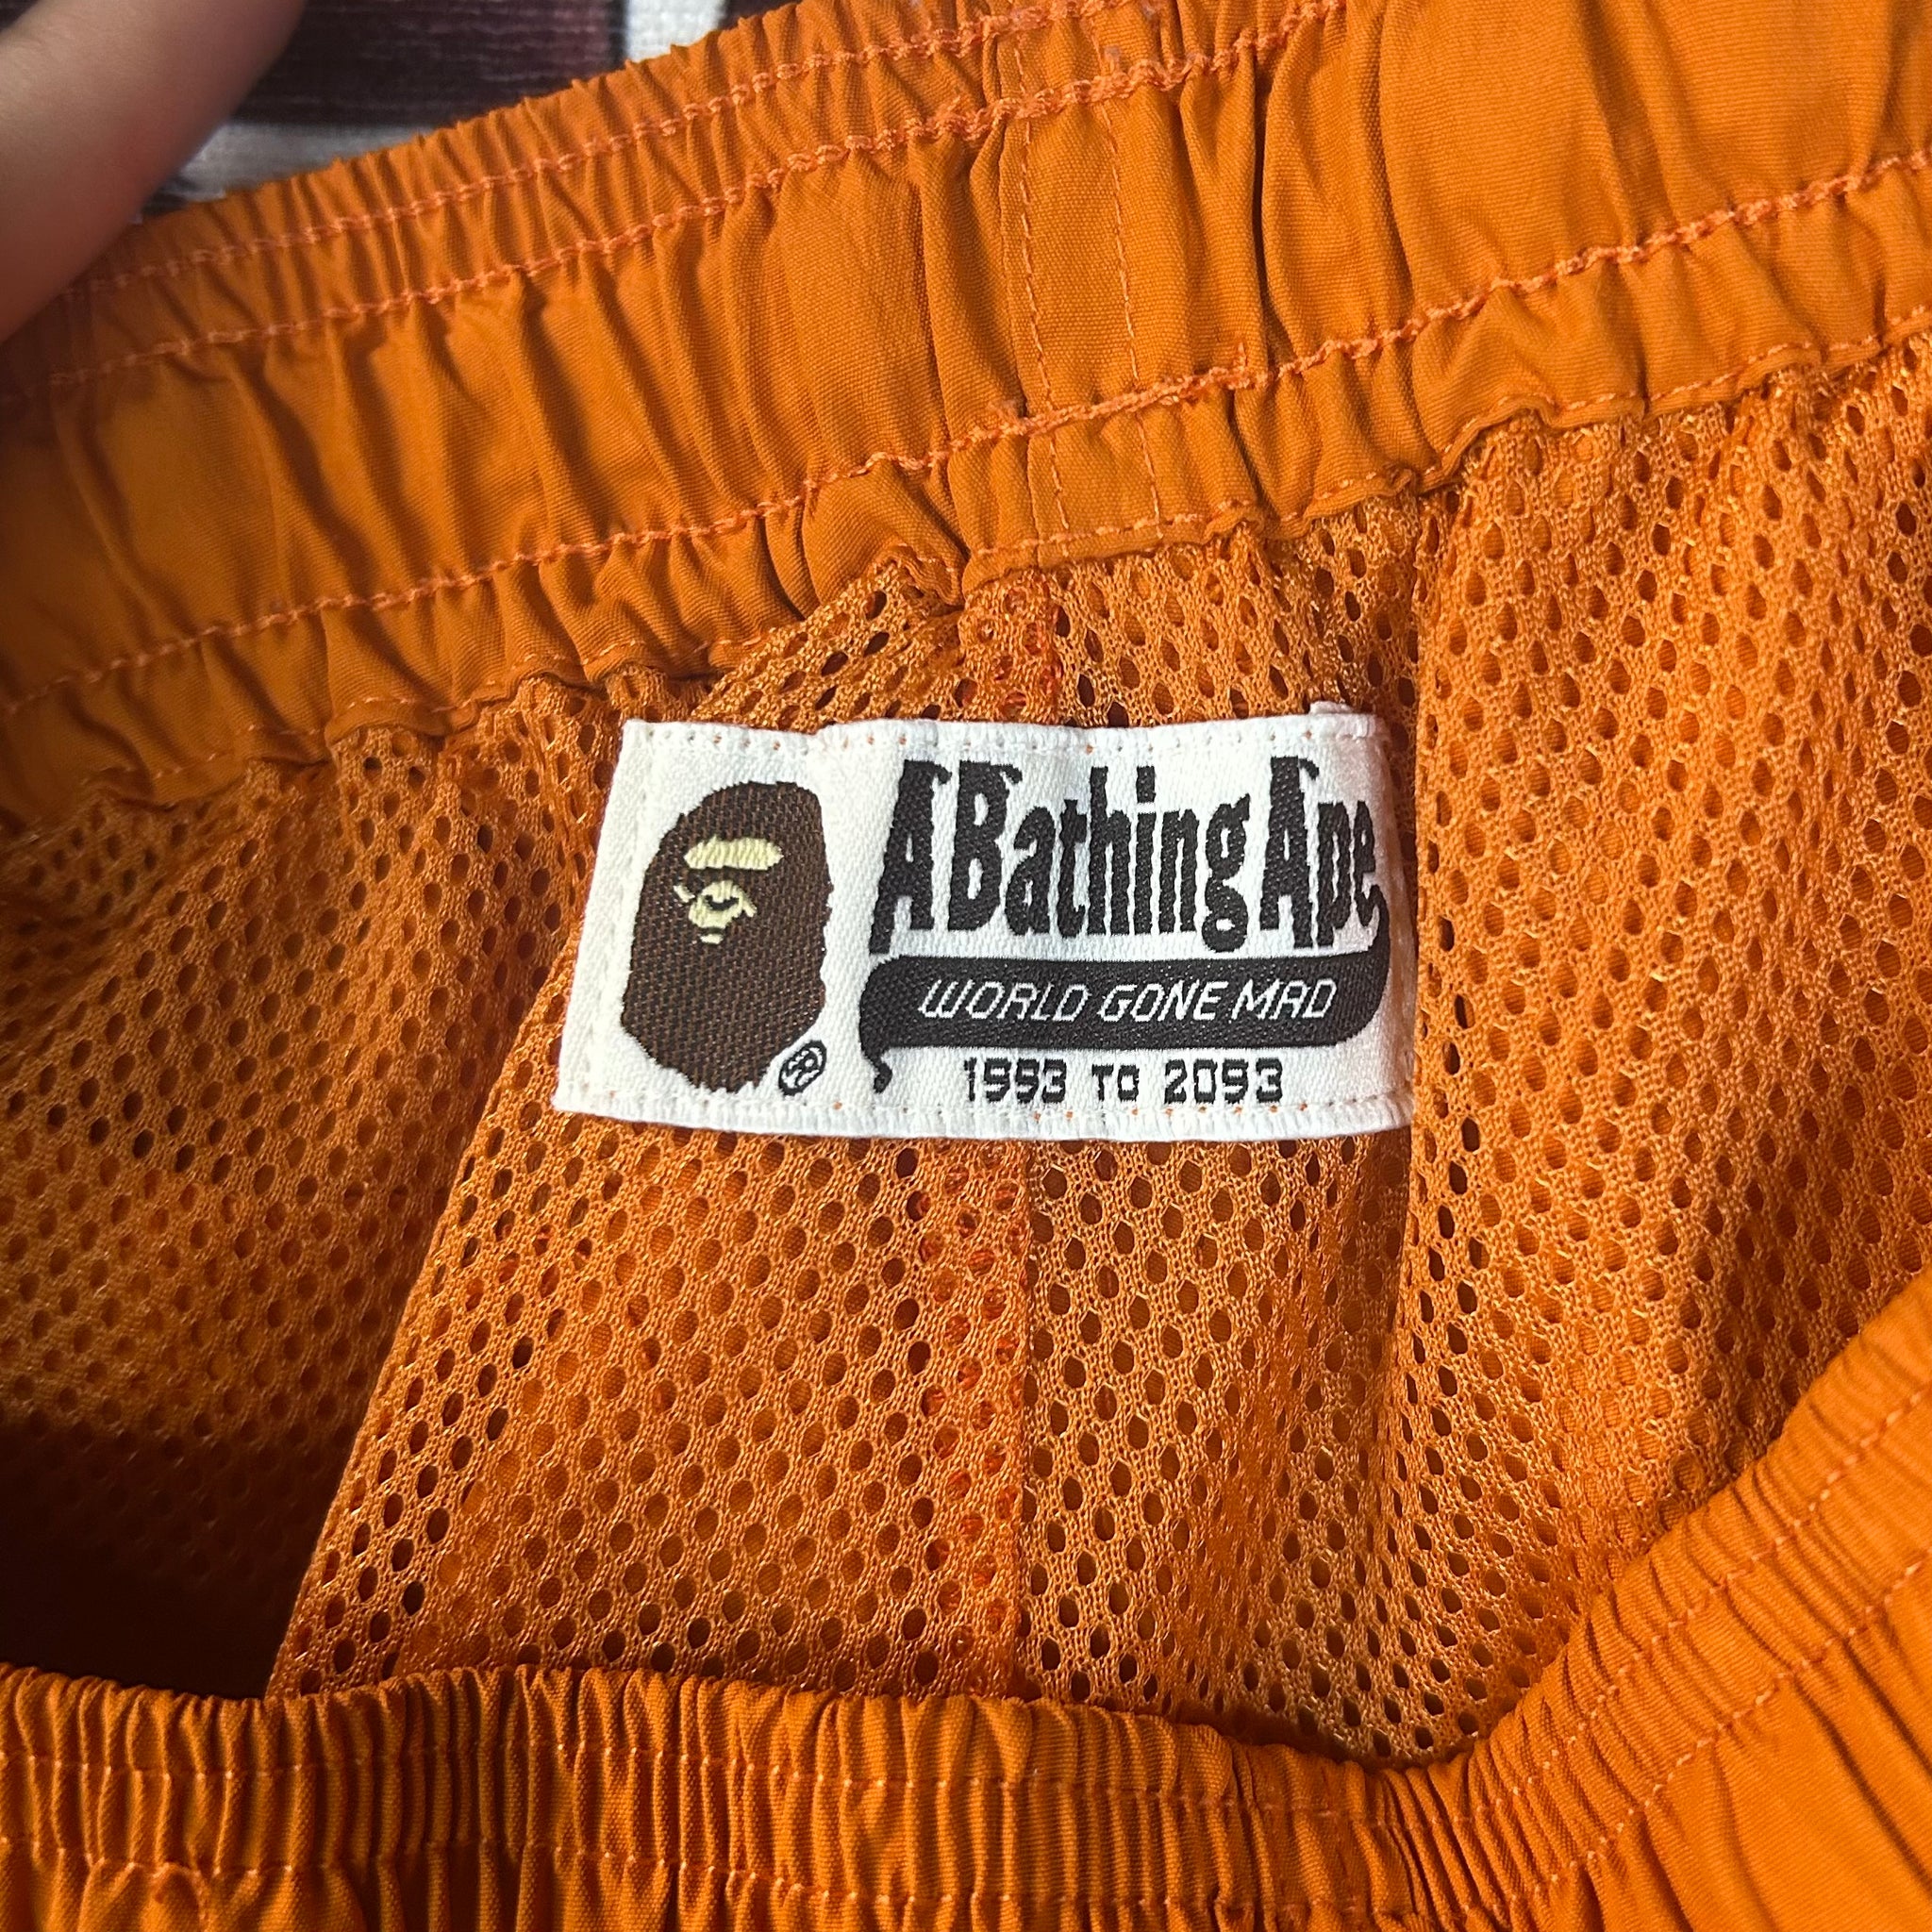 A Bathing Ape
WORLD GONE MAD
1993 TO 2093
®